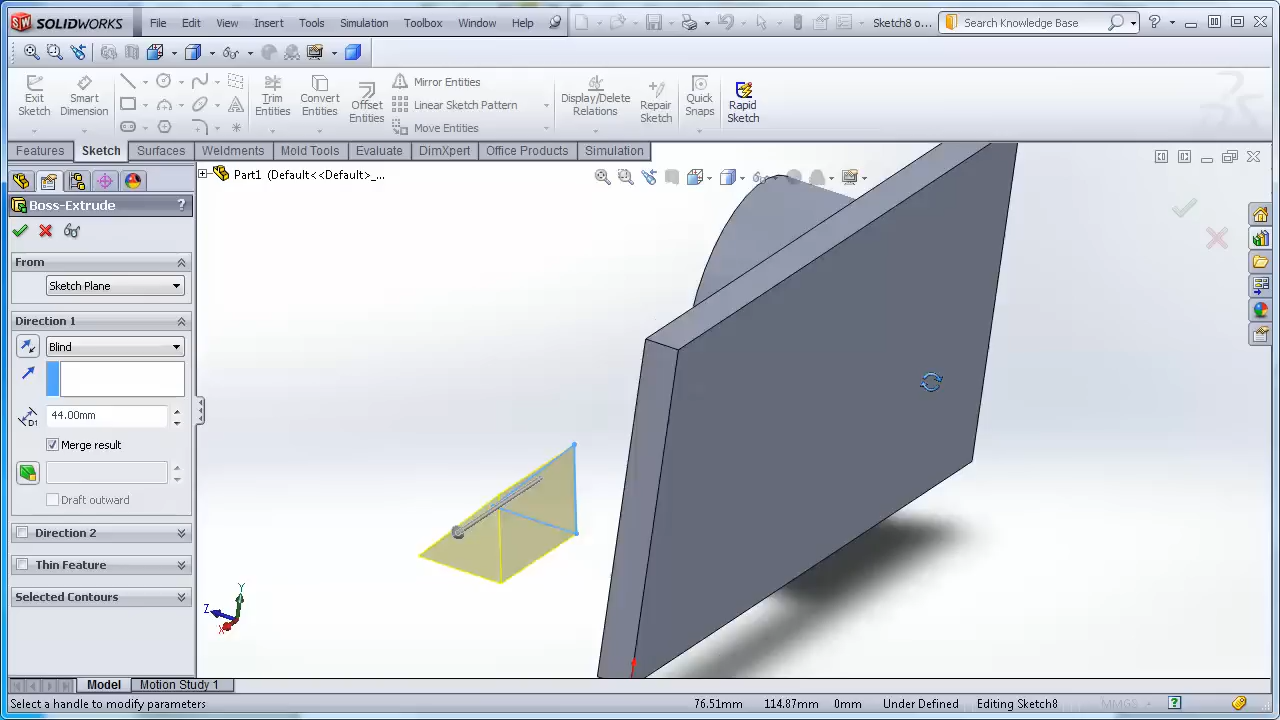 SOLIDWORKS File Edit View Insert Tools Simulation Toolbox Window Help Sketch8 o... Search Knowledge Base ?
Exit Sketch
Smart Dimension
Trim Entities
Convert Entities
Offset Entities
Mirror Entities
Linear Sketch Pattern
Move Entities
Display/Delete Relations
Repair Sketch
Quick Snaps
Rapid Sketch
Features Sketch Surfaces Weldments Mold Tools Evaluate DimXpert Office Products Simulation
Part1 (Default<<Default>_...
Boss-Extrude ?
From
Sketch Plane
Direction 1
Blind
D1 44.00mm
Merge result
Draft outward
Direction 2
Thin Feature
Selected Contours
Y
Z
X
Model Motion Study 1
Select a handle to modify parameters 76.51mm 114.87mm 0mm Under Defined Editing Sketch8 MMGS ?